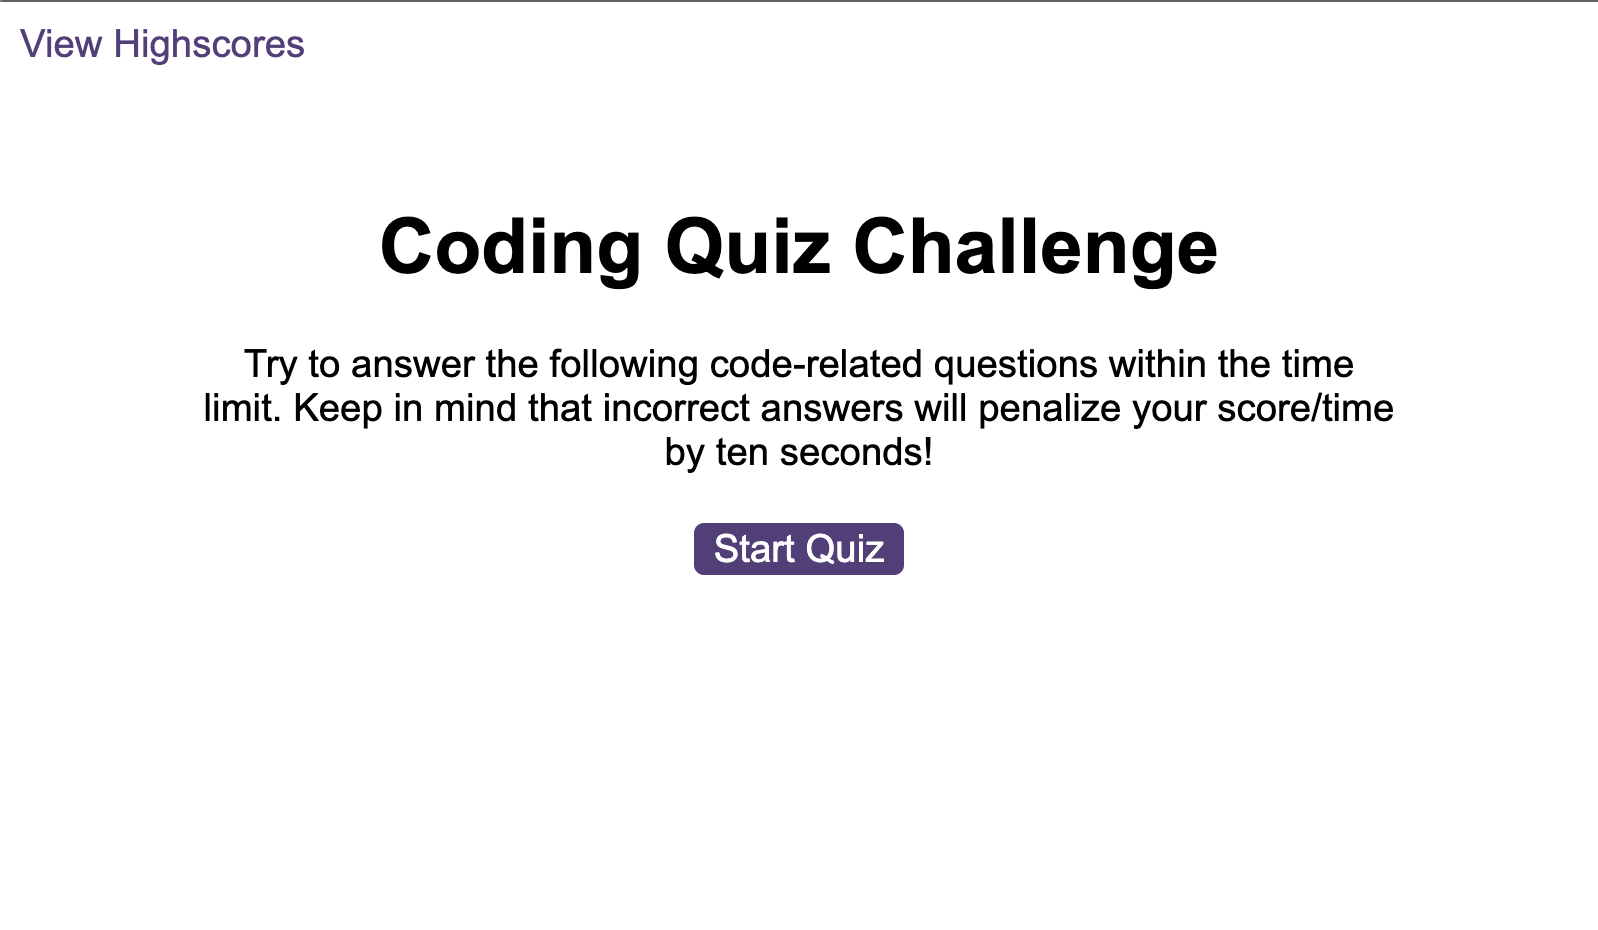 View Highscores
Coding Quiz Challenge
Try to answer the following code-related questions within the time
limit. Keep in mind that incorrect answers will penalize your score/time
by ten seconds!
Start Quiz